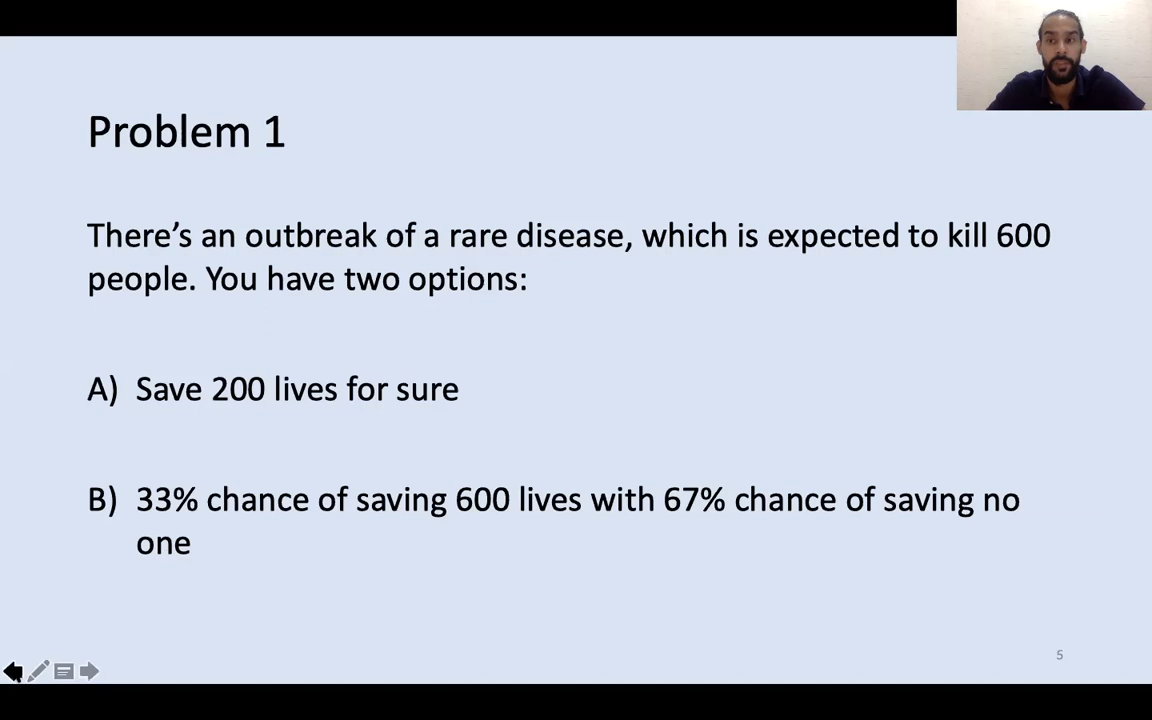 Problem 1
There’s an outbreak of a rare disease, which is expected to kill 600
people. You have two options:
A) Save 200 lives for sure
B) 33% chance of saving 600 lives with 67% chance of saving no
one
5